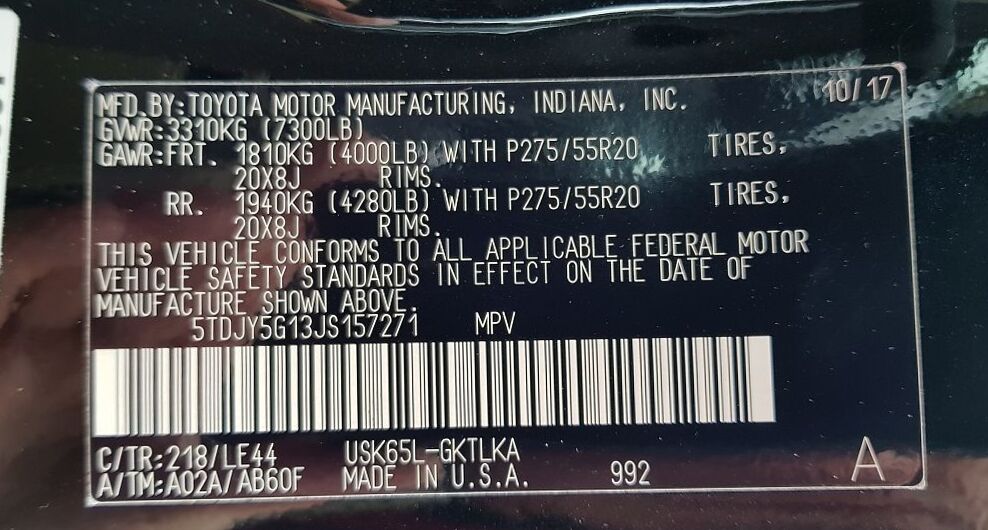 MFD. BY: TOYOTA MOTOR MANUFACTURING, INDIANA, INC. 10/17
GVWR: 3310KG (7300LB)
GAWR: FRT. 1810KG (4000LB) WITH P275/55R20 TIRES,
20X8J RIMS.
RR. 1940KG (4280LB) WITH P275/55R20 TIRES,
20X8J RIMS.
THIS VEHICLE CONFORMS TO ALL APPLICABLE FEDERAL MOTOR
VEHICLE SAFETY STANDARDS IN EFFECT ON THE DATE OF
MANUFACTURE SHOWN ABOVE.
5TDJY5G13JS157271 MPV
C/TR: 218/LE44 USK65L-GKTLKA
A/TM: A02A/AB60F MADE IN U.S.A. 992 A